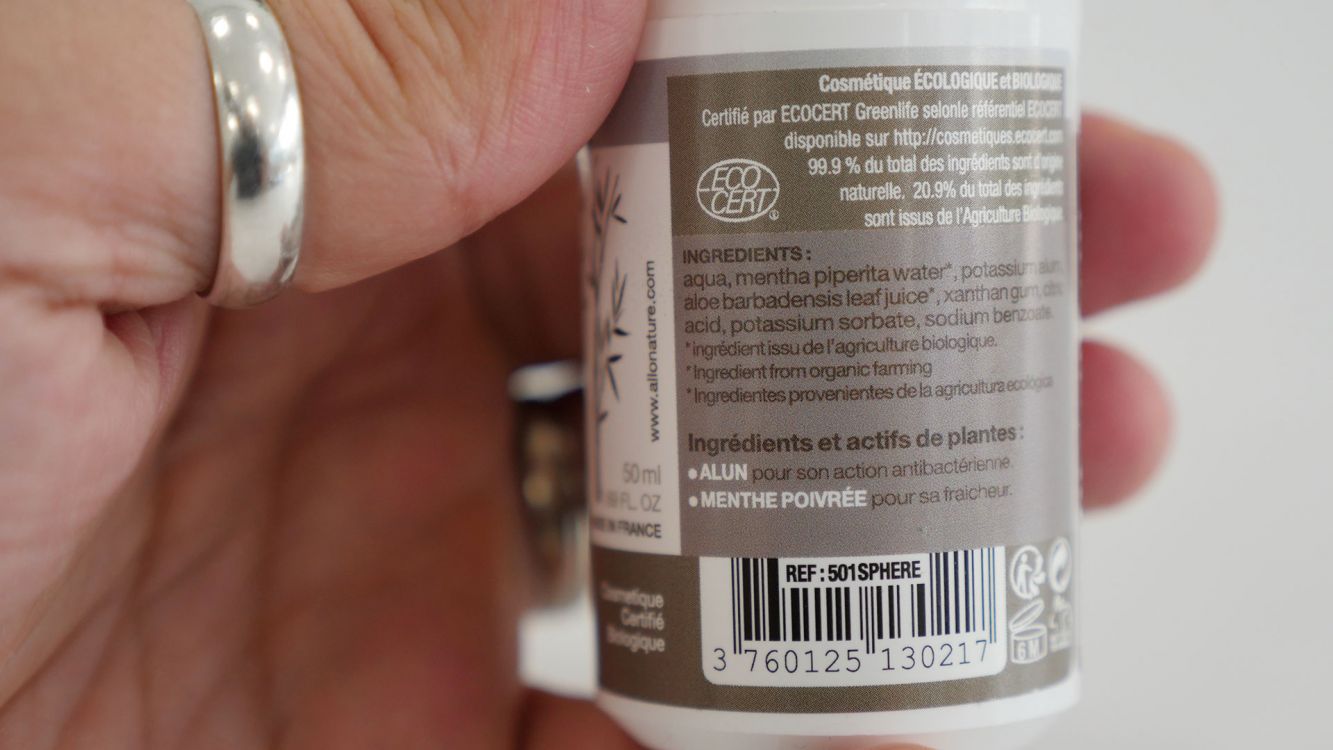 Cosmétique ÉCOLOGIQUE et BIOLOGIQUE
Certifié par ECOCERT Greenlife selonle référentiel ECOCERT
disponible sur http://cosmetiques.ecocert.com
99.9 % du total des ingrédients sont d'origine
naturelle. 20.9% du total des ingrédients
sont issus de l'Agriculture Biologique.
ECO
CERT
INGREDIENTS :
aqua, mentha piperita water*, potassium alum,
aloe barbadensis leaf juice*, xanthan gum, citric
acid, potassium sorbate, sodium benzoate.
*ingrédient issu de l'agriculture biologique.
*Ingredient from organic farming
*Ingredientes provenientes de la agricultura ecológica
Ingrédients et actifs de plantes :
•ALUN pour son action antibactérienne.
•MENTHE POIVRÉE pour sa fraicheur.
www.allonature.com
50 ml
FL. OZ
IN FRANCE
Cosmetique
Certifié
Biologique
REF : 501SPHERE
3 760125 130217
6 M